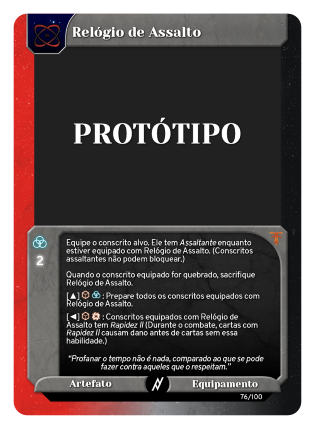 Relógio de Assalto
PROTÓTIPO
2
Equipe o conscrito alvo. Ele tem Assaltante enquanto
estiver equipado com Relógio de Assalto. (Conscritos
assaltantes não podem bloquear.)
Quando o conscrito equipado for quebrado, sacrifique
Relógio de Assalto.
[▲] : Prepare todos os conscritos equipados com
Relógio de Assalto.
[◄] : Conscritos equipados com Relógio de
Assalto tem Rapidez II (Durante o combate, cartas com
Rapidez II causam dano antes de cartas sem essa
habilidade.)
"Profanar o tempo não é nada, comparado ao que se pode
fazer contra aqueles que o respeitam."
Artefato
Equipamento
76/100